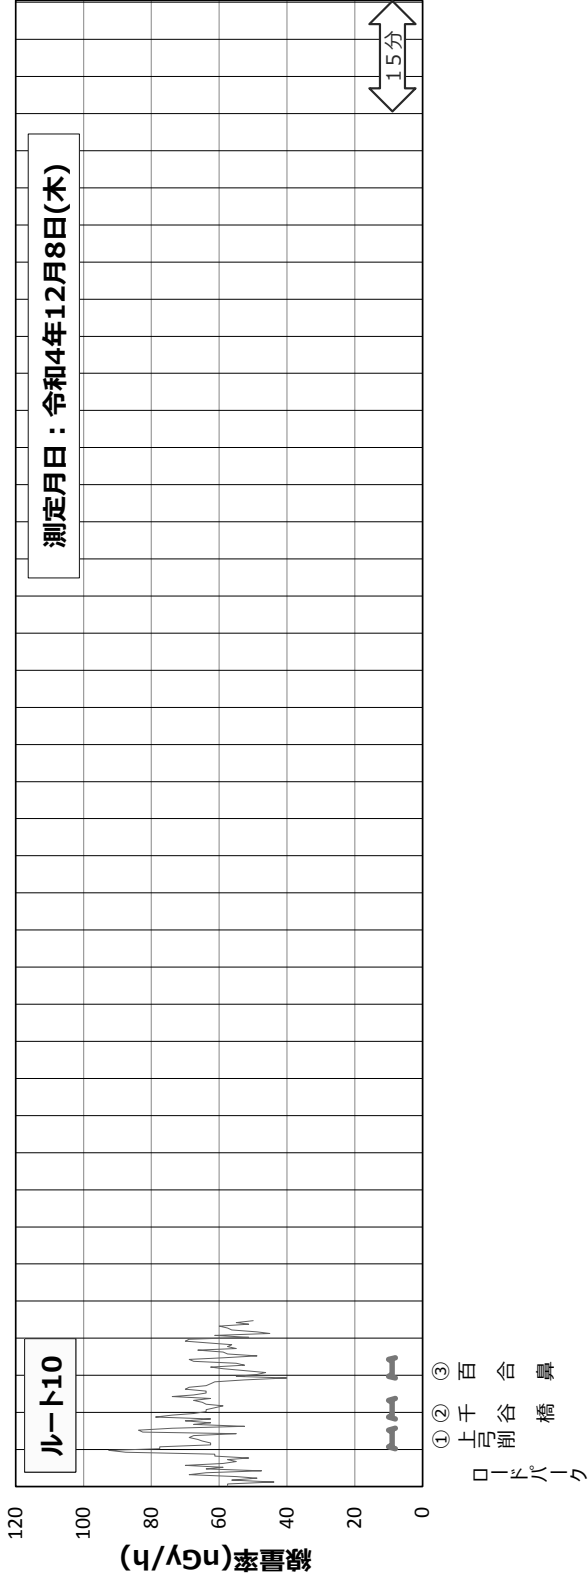 ルート10
測定月日：令和4年12月8日(木)
15分
線量率(nGy/h)
120
100
80
60
40
20
0
①上弓削
ロードパーク
②千谷橋
③百合鼻